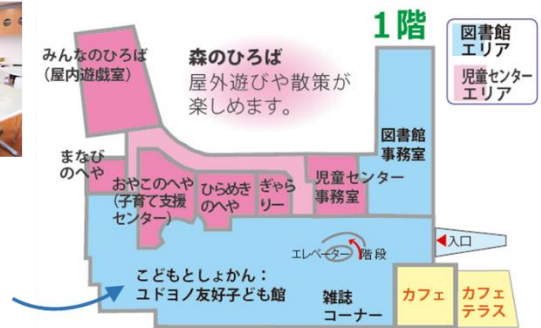 1階
図書館
エリア
児童センター
エリア
みんなのひろば
（屋内遊戯室）
森のひろば
屋外遊びや散策が
楽しめます。
図書館
事務室
まなび
のへや
おやこのへや
（子育て支援
センター）
ひらめき
のへや
ぎゃら
りー
児童センター
事務室
エレベーター
階段
入口
こどもとしょかん：
ユドヨノ友好子ども館
雑誌
コーナー
カフェ
カフェ
テラス